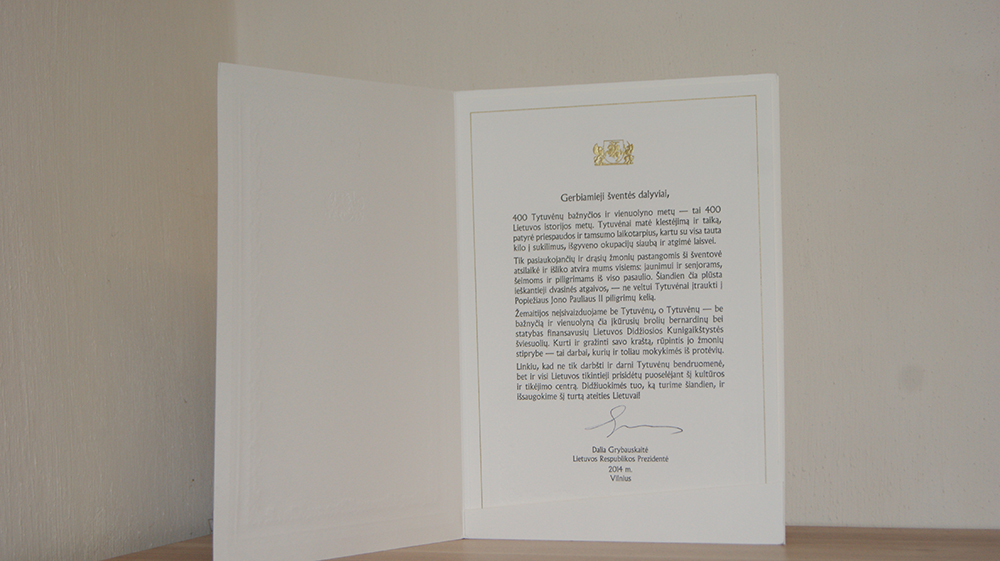 Gerbiamieji šventės dalyviai,
400 Tytuvėnų bažnyčios ir vienuolyno metų — tai 400
Lietuvos istorijos metų. Tytuvėnai matė klestėjimą ir taiką,
patyrė priespaudos ir tamsumo laikotarpius, kartu su visa tauta
kilo į sukilimus, išgyveno okupacijų siaubą ir atgimė laisvei.
Tik pasiaukojančių ir drąsių žmonių pastangomis ši šventovė
atsilaikė ir išliko atvira mums visiems: jaunimui ir senjorams,
šeimoms ir piligrimams iš viso pasaulio. Šiandien čia plūsta
ieškantieji dvasinės atgaivos, — ne veltui Tytuvėnai įtraukti į
Popiežiaus Jono Pauliaus II piligrimų kelią.
Žemaitijos neįsivaizduojame be Tytuvėnų, o Tytuvėnų — be
bažnyčią ir vienuolyną čia įkūrusių brolių bernardinų bei
statybas finansavusių Lietuvos Didžiosios Kunigaikštystės
šviesuolių. Kurti ir gražinti savo kraštą, rūpintis jo žmonių
stiprybe — tai darbai, kurių ir toliau mokykimės iš protėvių.
Linkiu, kad ne tik darbšti ir darni Tytuvėnų bendruomenė,
bet ir visi Lietuvos tikintieji prisidėtų puoselėjant šį kultūros
ir tikėjimo centrą. Didžiuokimės tuo, ką turime šiandien, ir
išsaugokime šį turtą ateities Lietuvai!
Dalia Grybauskaitė
Lietuvos Respublikos Prezidentė
2014 m.
Vilnius